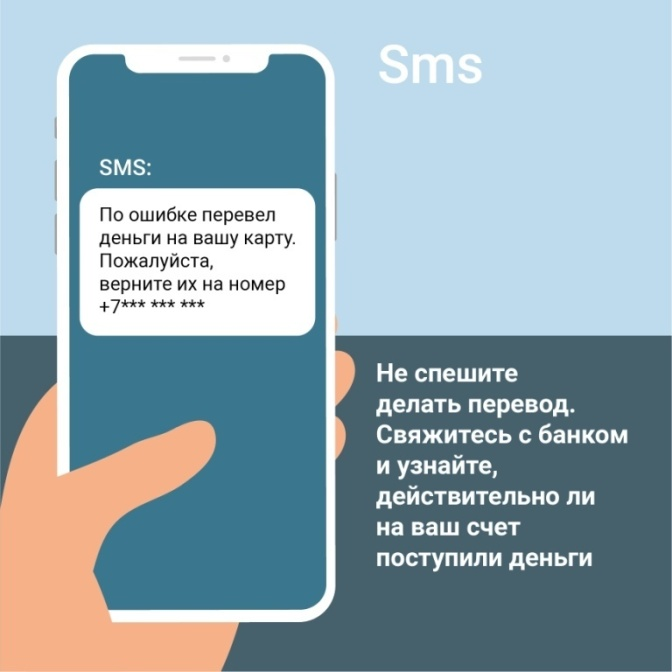 Sms
SMS:
По ошибке перевел
деньги на вашу карту.
Пожалуйста,
верните их на номер
+7*** *** ***
Не спешите
делать перевод.
Свяжитесь с банком
и узнайте,
действительно ли
на ваш счет
поступили деньги